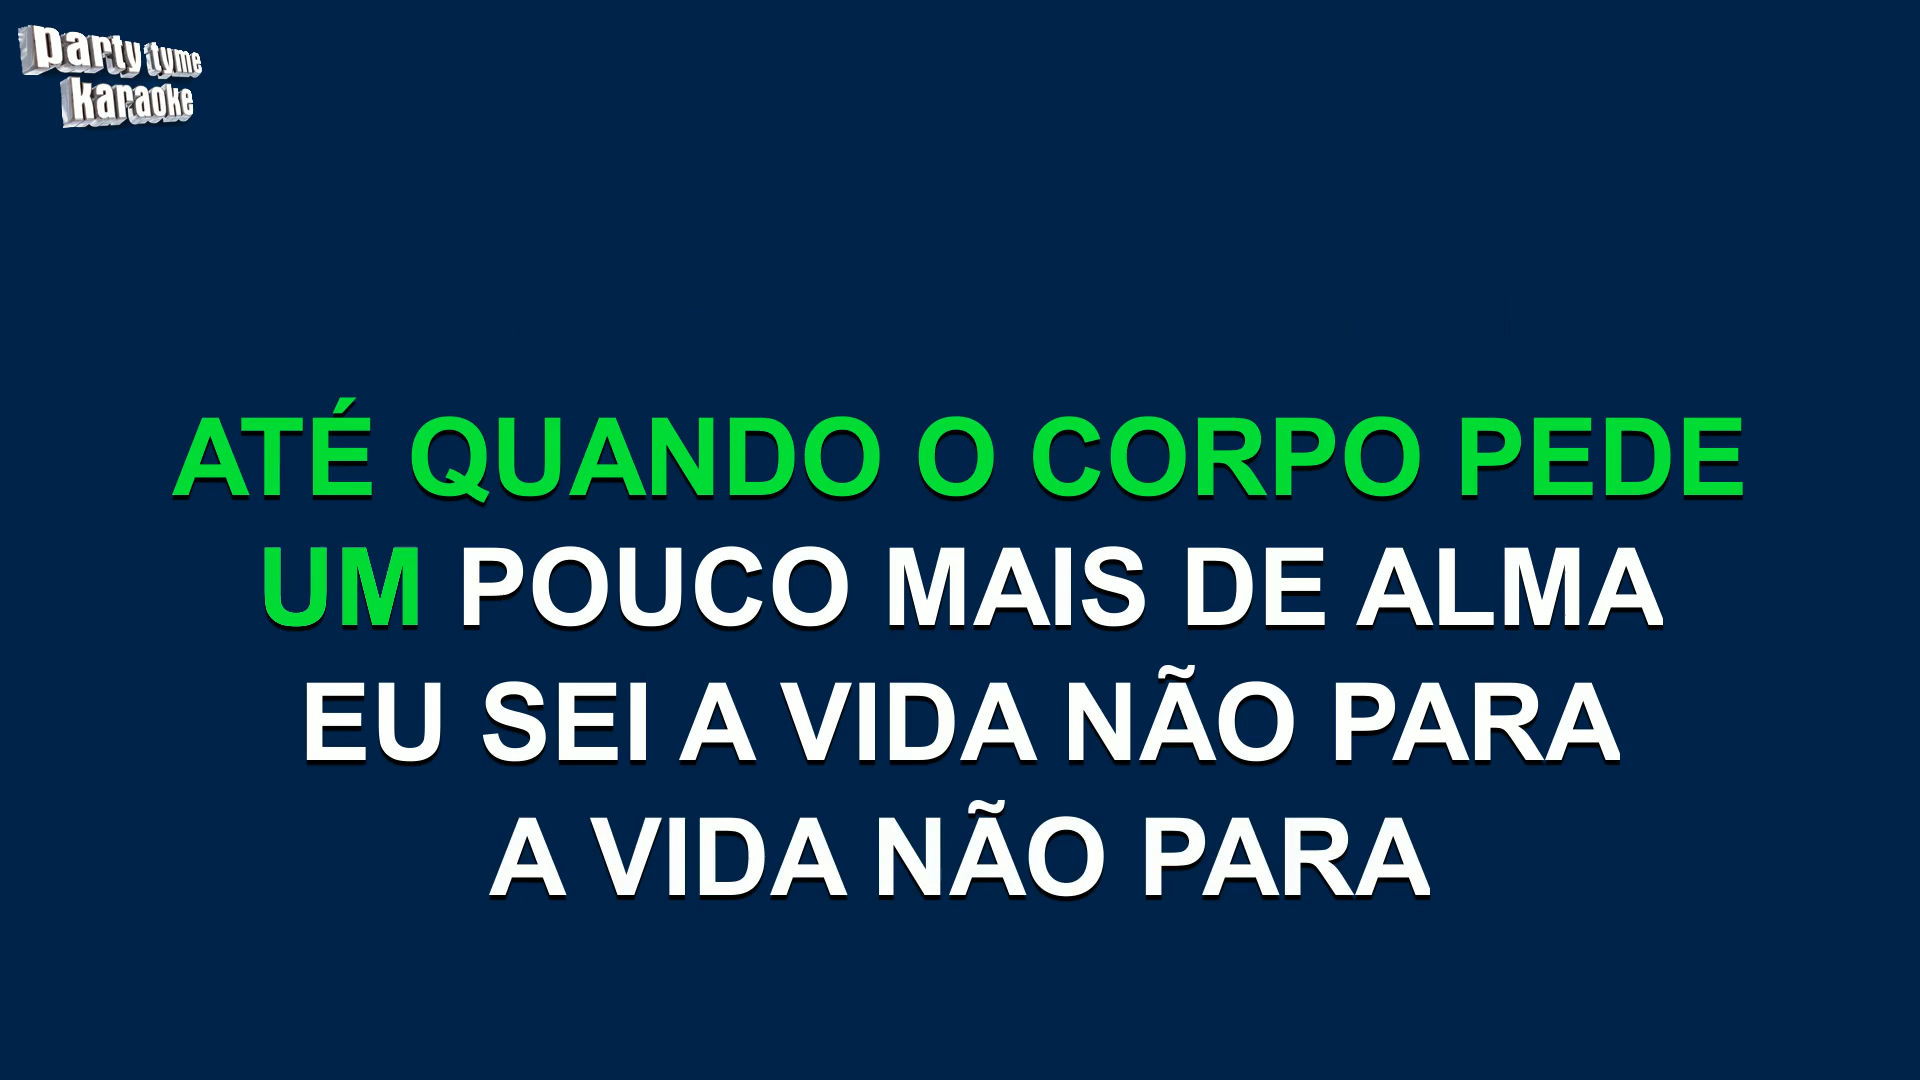 party tyme
karaoke
ATÉ QUANDO O CORPO PEDE
UM POUCO MAIS DE ALMA
EU SEI A VIDA NÃO PARA
A VIDA NÃO PARA